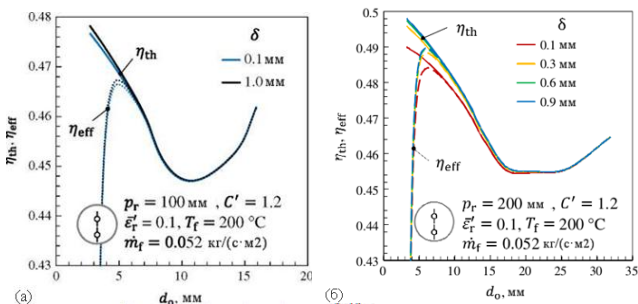 0.48
0.47
0.46
0.45
0.44
0.43
η_th, η_eff
δ
0.1 мм
1.0 мм
η_th
η_eff
p_r = 100 мм , C′ = 1.2
ε̄′_r = 0.1, T_f = 200 °C
ṁ_f = 0.052 кг/(с·м2)
0 5 10 15 20
(а) d_o, мм
0.5
0.49
0.48
0.47
0.46
0.45
0.44
0.43
η_th, η_eff
δ
0.1 мм
0.3 мм
0.6 мм
0.9 мм
η_th
η_eff
p_r = 200 мм , C′ = 1.2
ε̄′_r = 0.1, T_f = 200 °C
ṁ_f = 0.052 кг/(с·м2)
0 5 10 15 20 25 30 35
(б) d_o, мм